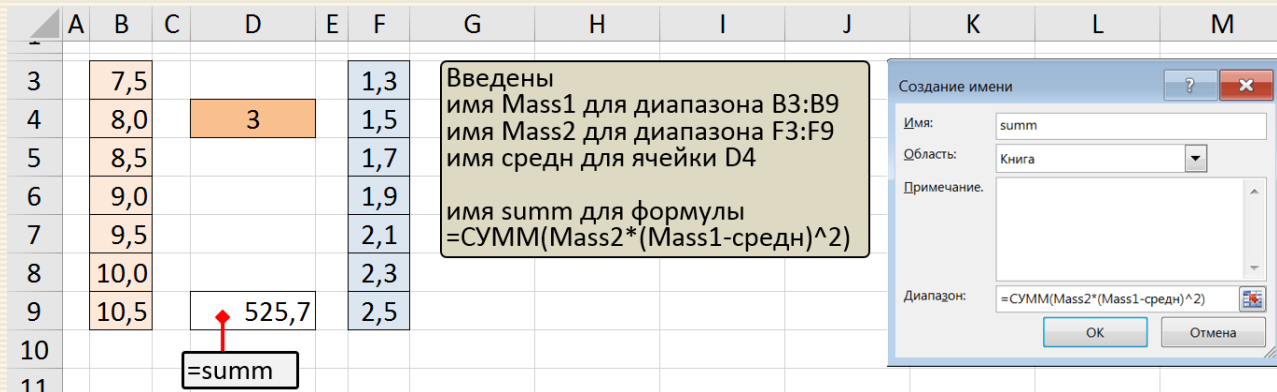 A B C D E F G H I J K L M
3 7,5 1,3
4 8,0 3 1,5
5 8,5 1,7
6 9,0 1,9
7 9,5 2,1
8 10,0 2,3
9 10,5 525,7 2,5
10
=summ
11
Введены
имя Mass1 для диапазона B3:B9
имя Mass2 для диапазона F3:F9
имя средн для ячейки D4
имя summ для формулы
=СУММ(Mass2*(Mass1-средн)^2)
Создание имени
?
Имя: summ
Область: Книга
Примечание.
Диапазон: =СУММ(Mass2*(Mass1-средн)^2)
ОК Отмена